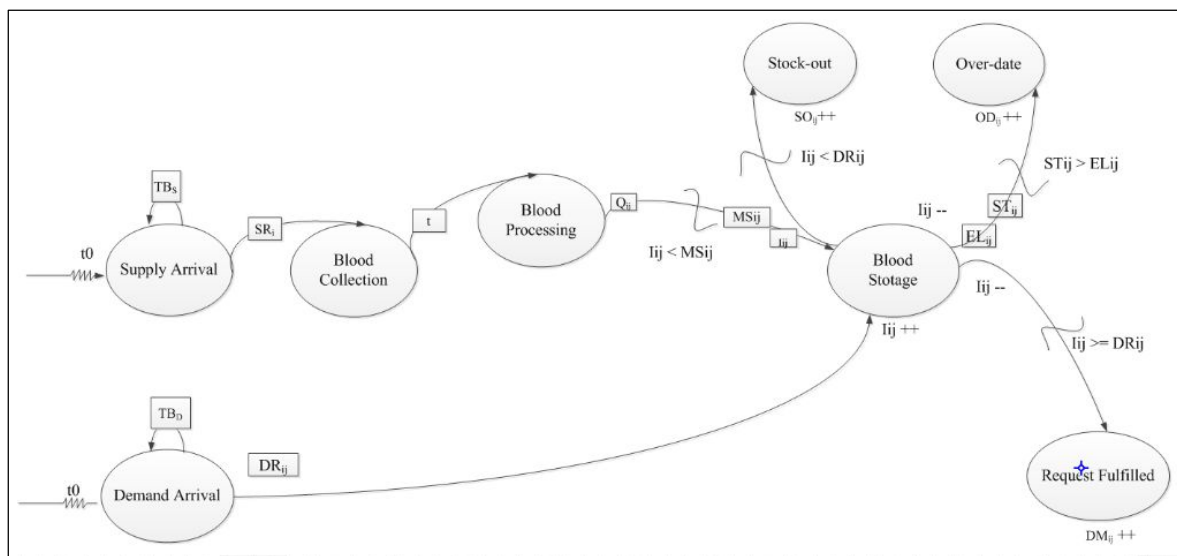 Stock-out
SOij++
Over-date
ODij ++
Iij < DRij
STij > ELij
TBS
t0
Supply Arrival
SRi
Blood
Collection
t
Blood
Processing
Qij
Iij < MSij
MSij
Iij
Iij --
STij
ELij
Blood
Stotage
Iij ++
Iij --
Iij >= DRij
TBD
t0
Demand Arrival
DRij
Request Fulfilled
DMij ++